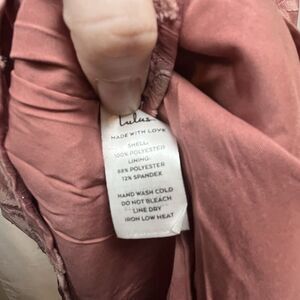 Lulus
MADE WITH LOVE
SHELL:
100% POLYESTER
LINING:
88% POLYESTER
12% SPANDEX
HAND WASH COLD
DO NOT BLEACH
LINE DRY
IRON LOW HEAT